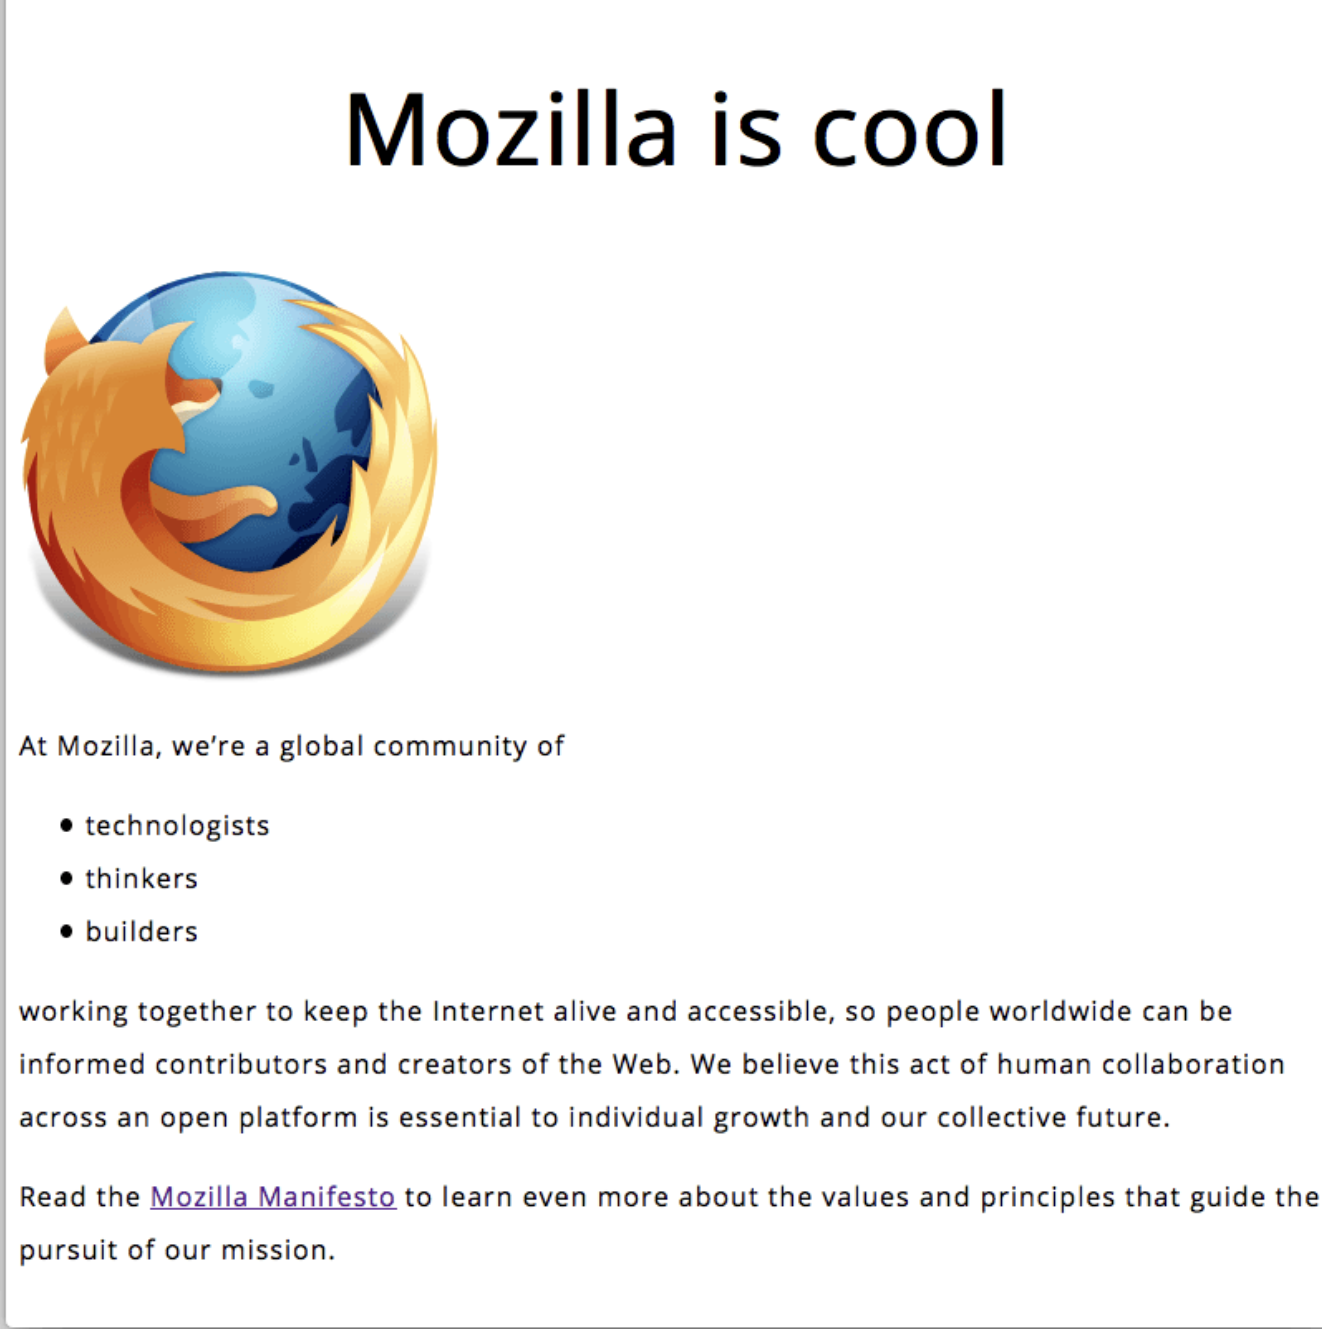 Mozilla is cool
At Mozilla, we’re a global community of
technologists
thinkers
builders
working together to keep the Internet alive and accessible, so people worldwide can be
informed contributors and creators of the Web. We believe this act of human collaboration
across an open platform is essential to individual growth and our collective future.
Read the Mozilla Manifesto to learn even more about the values and principles that guide the
pursuit of our mission.